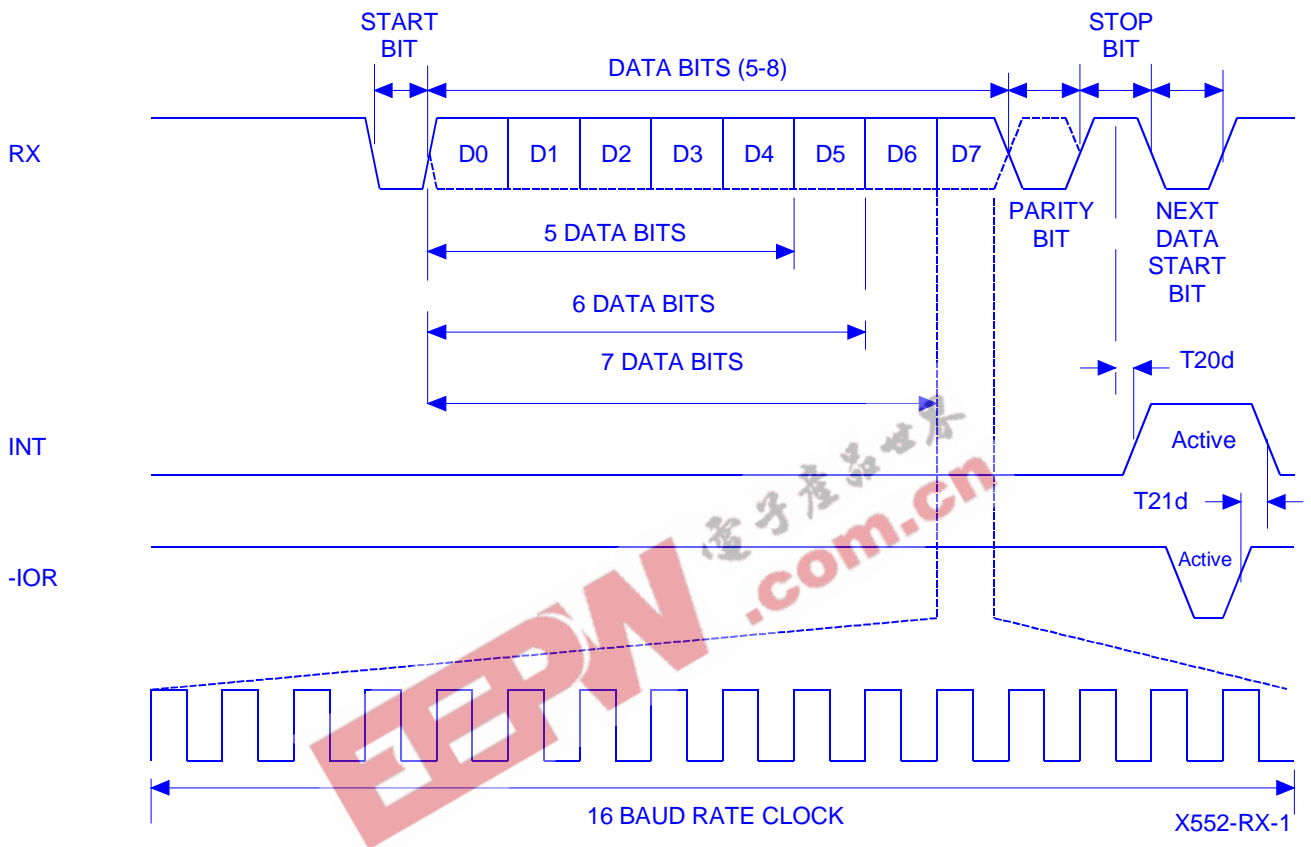 START
BIT
DATA BITS (5-8)
STOP
BIT
RX
D0 D1 D2 D3 D4 D5 D6 D7
PARITY
BIT
NEXT
DATA
START
BIT
5 DATA BITS
6 DATA BITS
7 DATA BITS
T20d
INT
Active
T21d
-IOR
Active
電子產品世界
EEPW
.com.cn
16 BAUD RATE CLOCK
X552-RX-1